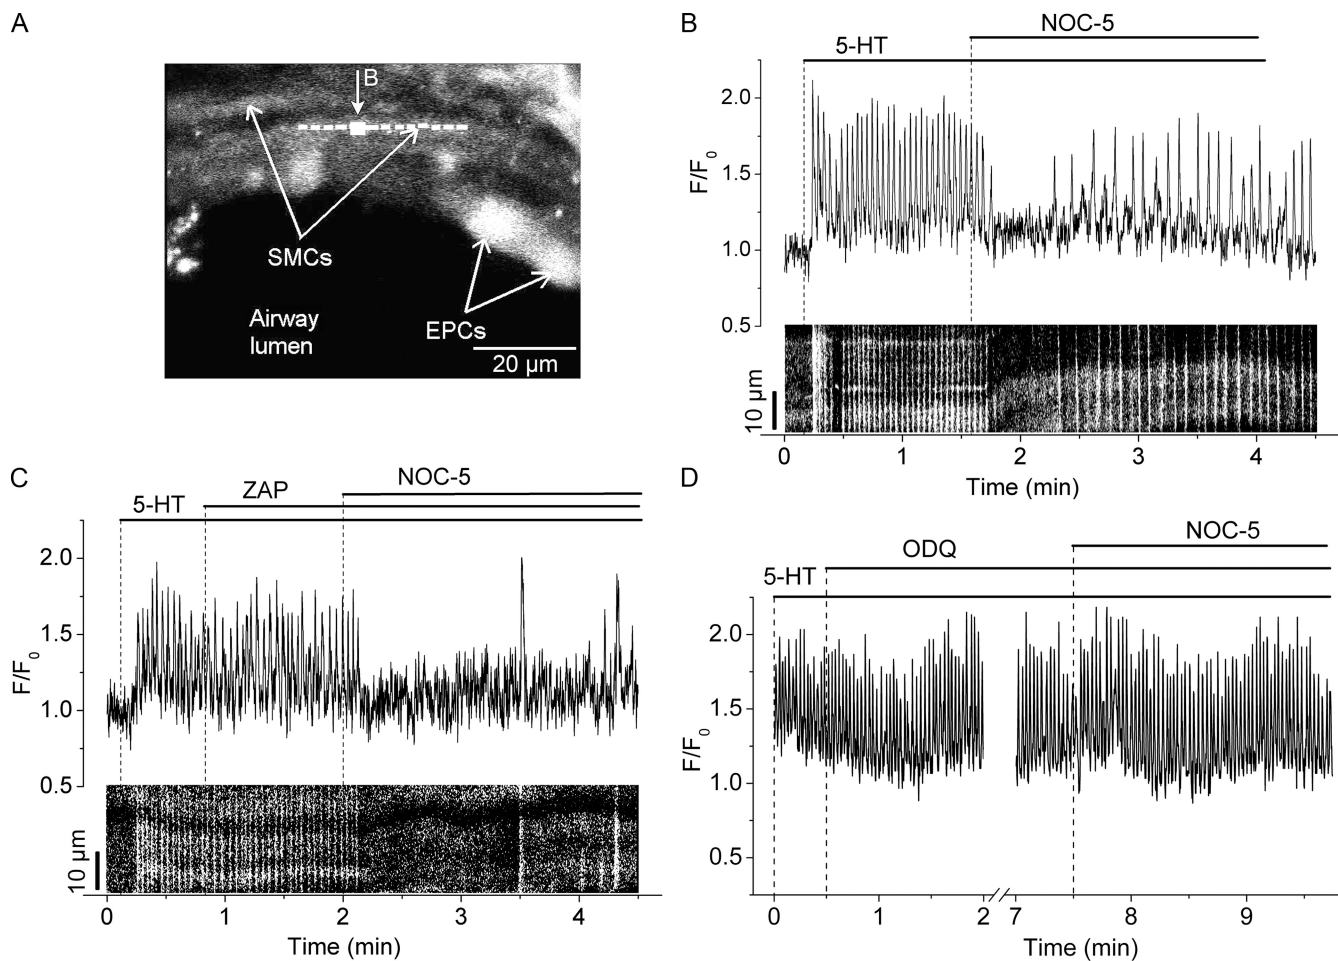 A
B
SMCs
EPCs
Airway
lumen
20 µm
B
NOC-5
5-HT
2.0
1.5
1.0
0.5
F/F0
10 µm
0 1 2 3 4
Time (min)
C
NOC-5
ZAP
5-HT
2.0
1.5
1.0
0.5
F/F0
10 µm
0 1 2 3 4
Time (min)
D
NOC-5
ODQ
5-HT
2.0
1.5
1.0
0.5
F/F0
0 1 2 7 8 9
Time (min)